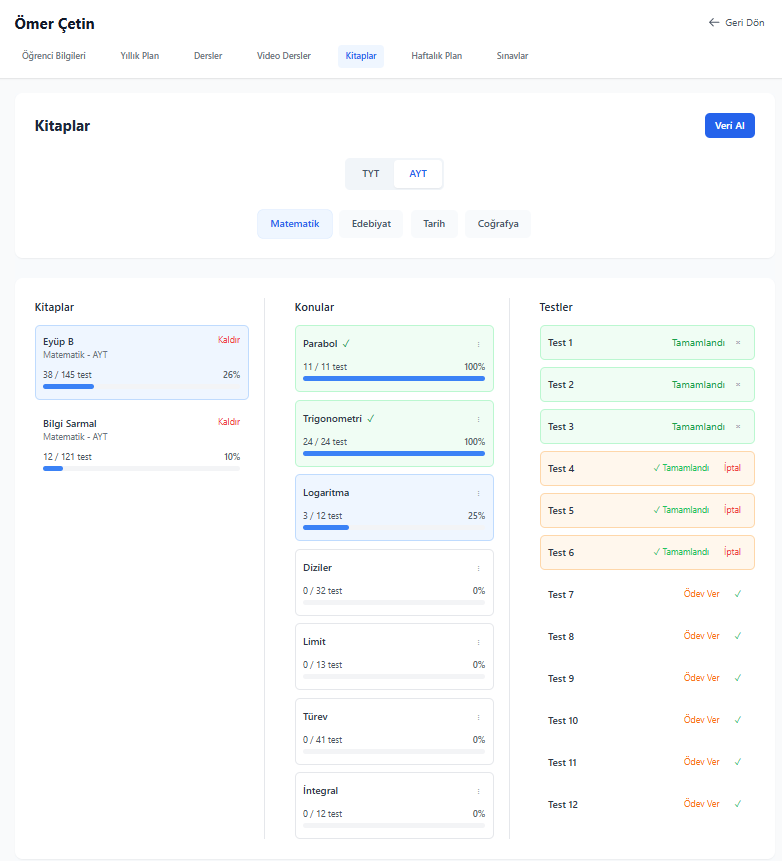 Ömer Çetin
← Geri Dön
Öğrenci Bilgileri Yıllık Plan Dersler Video Dersler Kitaplar Haftalık Plan Sınavlar
Kitaplar
Veri Al
TYT AYT
Matematik Edebiyat Tarih Coğrafya
Kitaplar
Eyüp B Kaldır
Matematik - AYT
38 / 145 test 26%
Bilgi Sarmal Kaldır
Matematik - AYT
12 / 121 test 10%
Konular
Parabol ✓
11 / 11 test 100%
Trigonometri ✓
24 / 24 test 100%
Logaritma
3 / 12 test 25%
Diziler
0 / 32 test 0%
Limit
0 / 13 test 0%
Türev
0 / 41 test 0%
İntegral
0 / 12 test 0%
Testler
Test 1 Tamamlandı ×
Test 2 Tamamlandı ×
Test 3 Tamamlandı ×
Test 4 ✓ Tamamlandı İptal
Test 5 ✓ Tamamlandı İptal
Test 6 ✓ Tamamlandı İptal
Test 7 Ödev Ver ✓
Test 8 Ödev Ver ✓
Test 9 Ödev Ver ✓
Test 10 Ödev Ver ✓
Test 11 Ödev Ver ✓
Test 12 Ödev Ver ✓